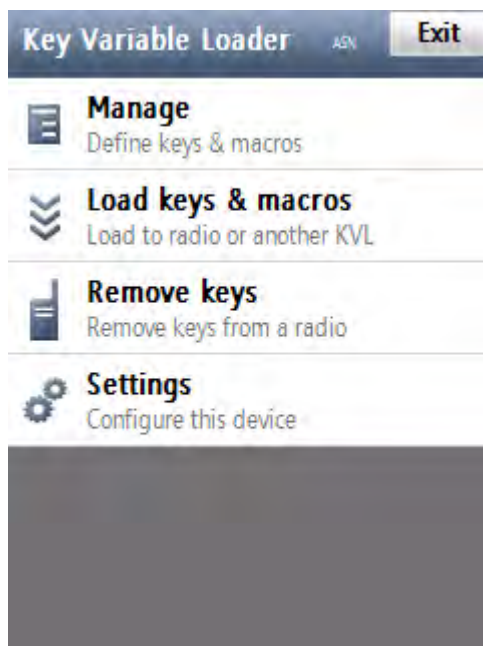 Key Variable Loader ASN Exit
Manage
Define keys & macros
Load keys & macros
Load to radio or another KVL
Remove keys
Remove keys from a radio
Settings
Configure this device